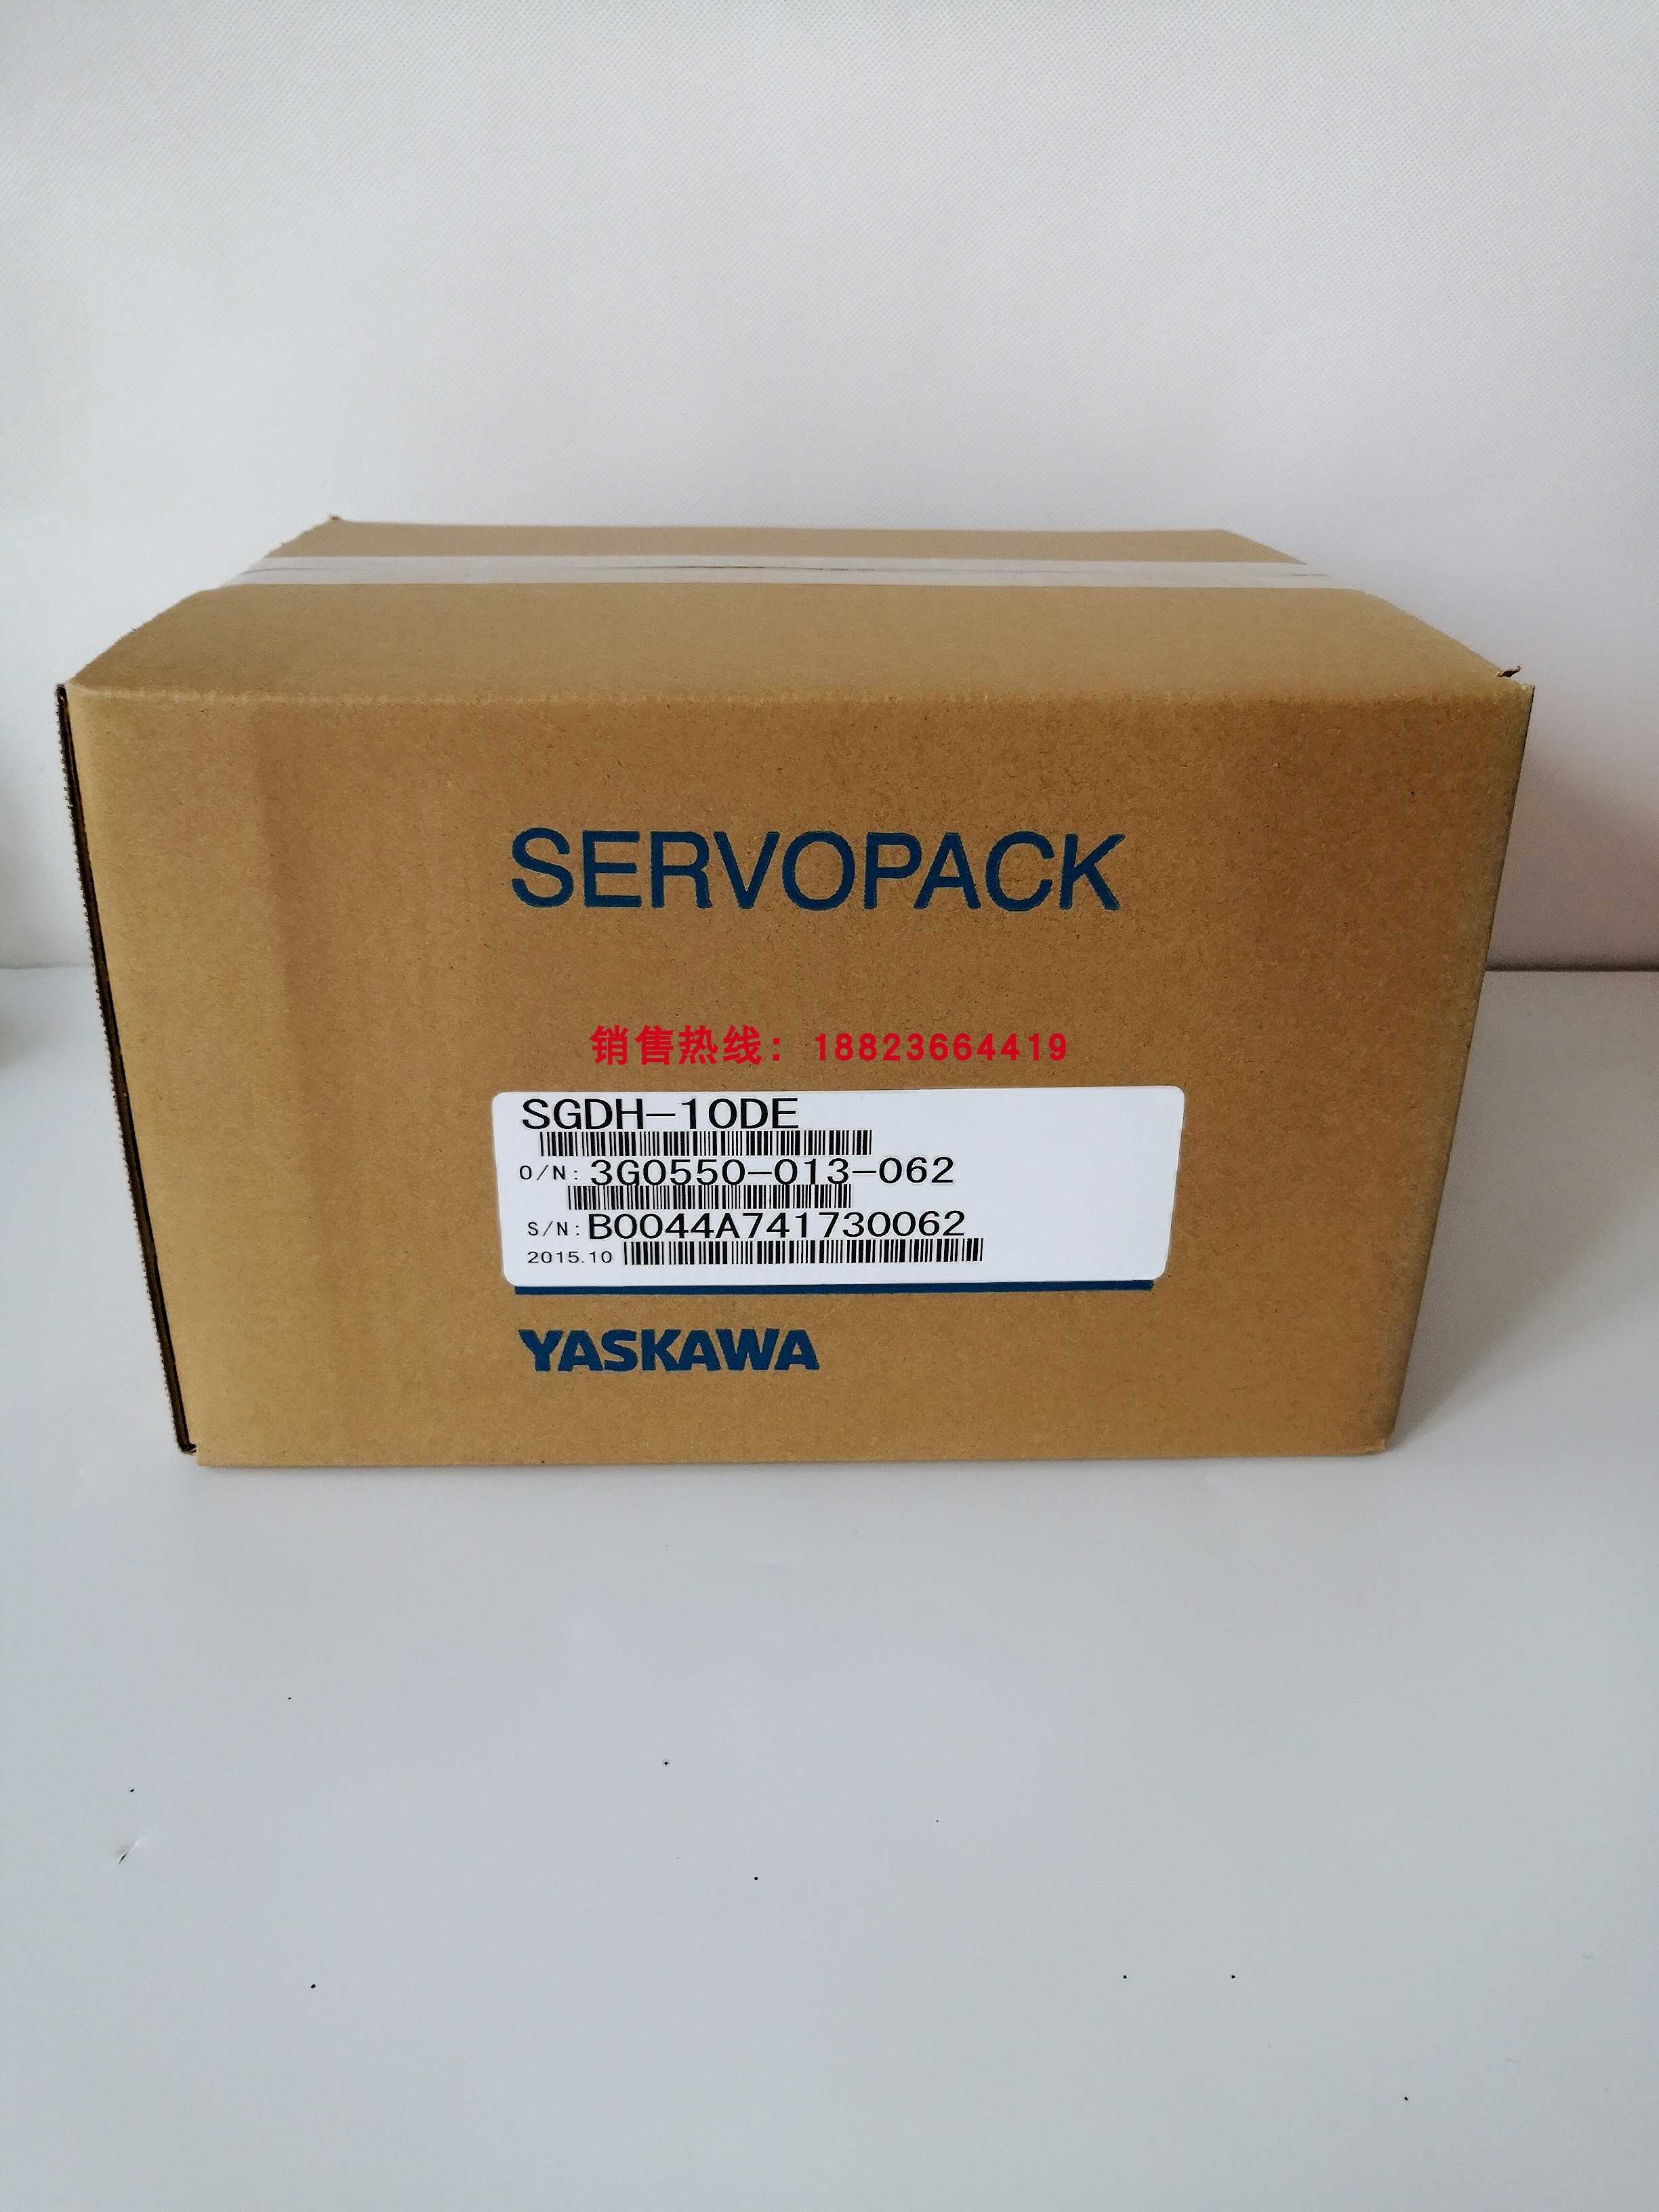 SERVOPACK
销售热线：18823664419
SGDH-10DE
O/N: 3G0550-013-062
S/N: B0044A741730062
2015.10
YASKAWA